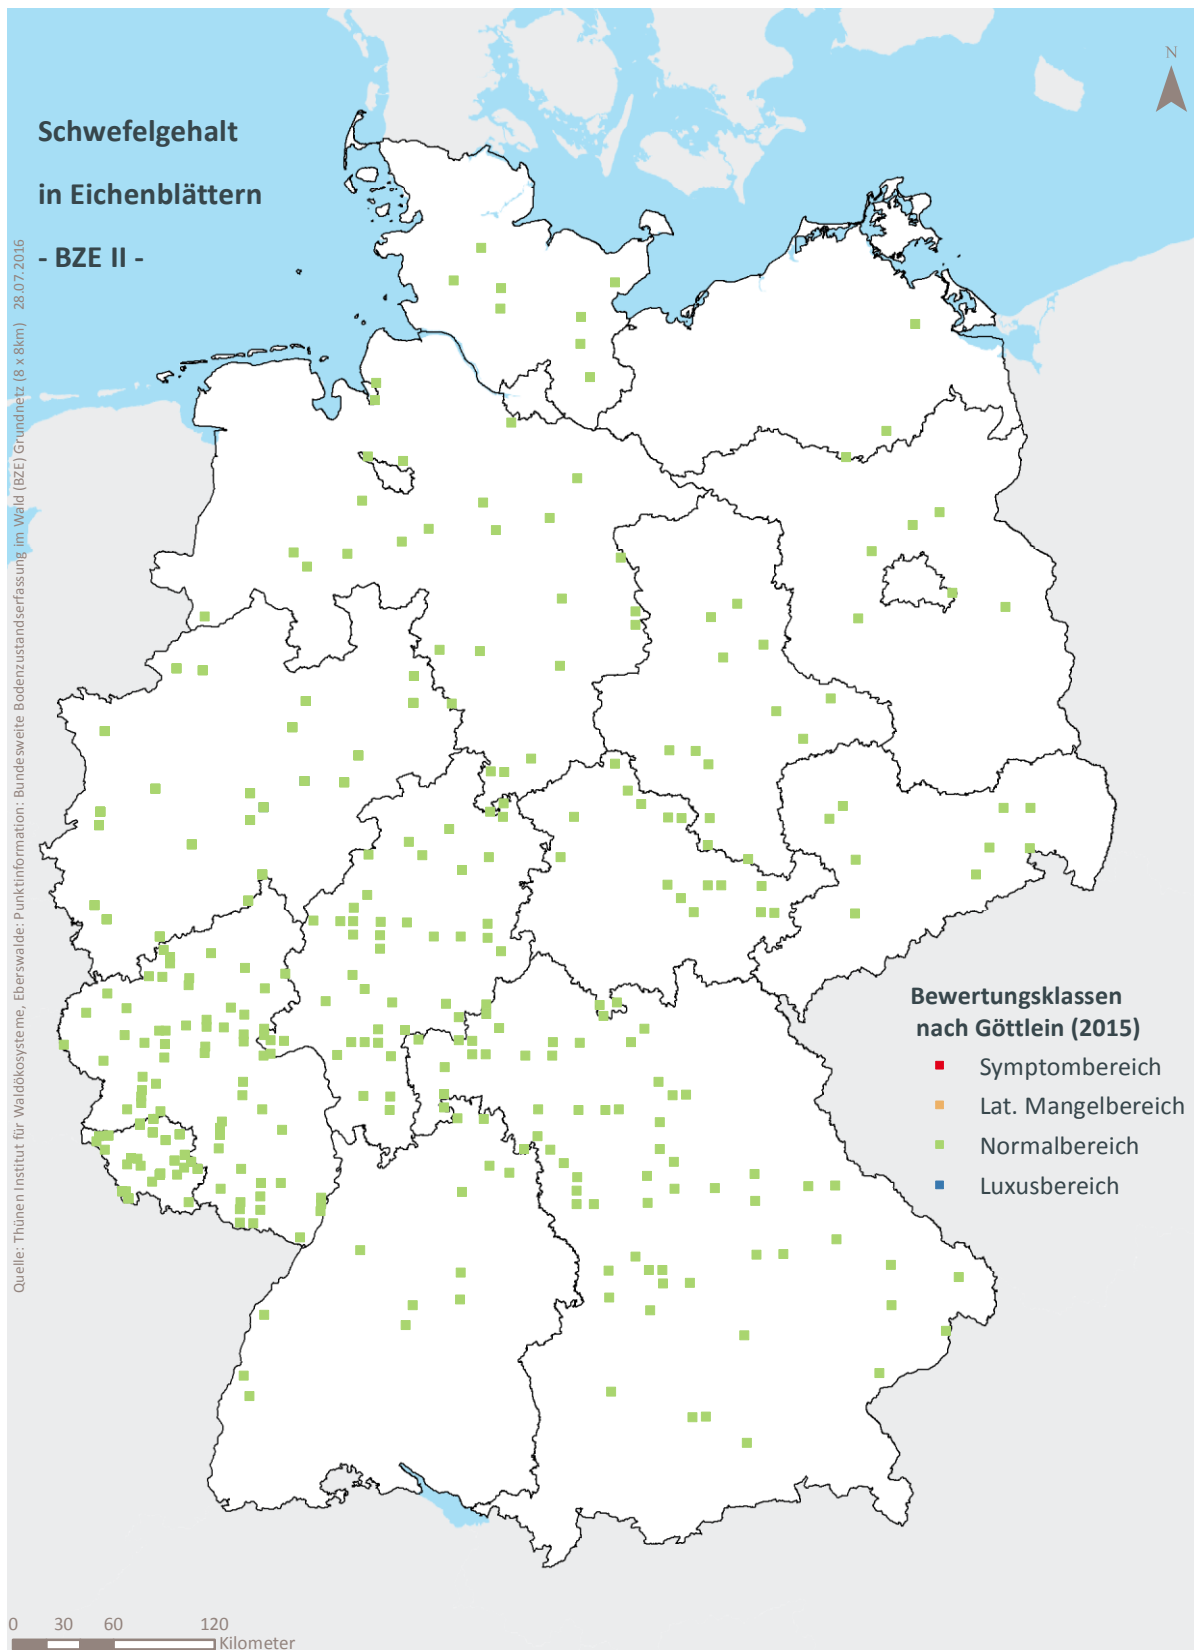 Schwefelgehalt
in Eichenblättern
- BZE II -
N
Quelle: Thünen Institut für Waldökosysteme, Eberswalde: Punktinformation: Bundesweite Bodenzustandserfassung im Wald (BZE) Grundnetz (8 x 8km) 28.07.2016
Bewertungsklassen
nach Göttlein (2015)
Symptombereich
Lat. Mangelbereich
Normalbereich
Luxusbereich
0 30 60 120
Kilometer